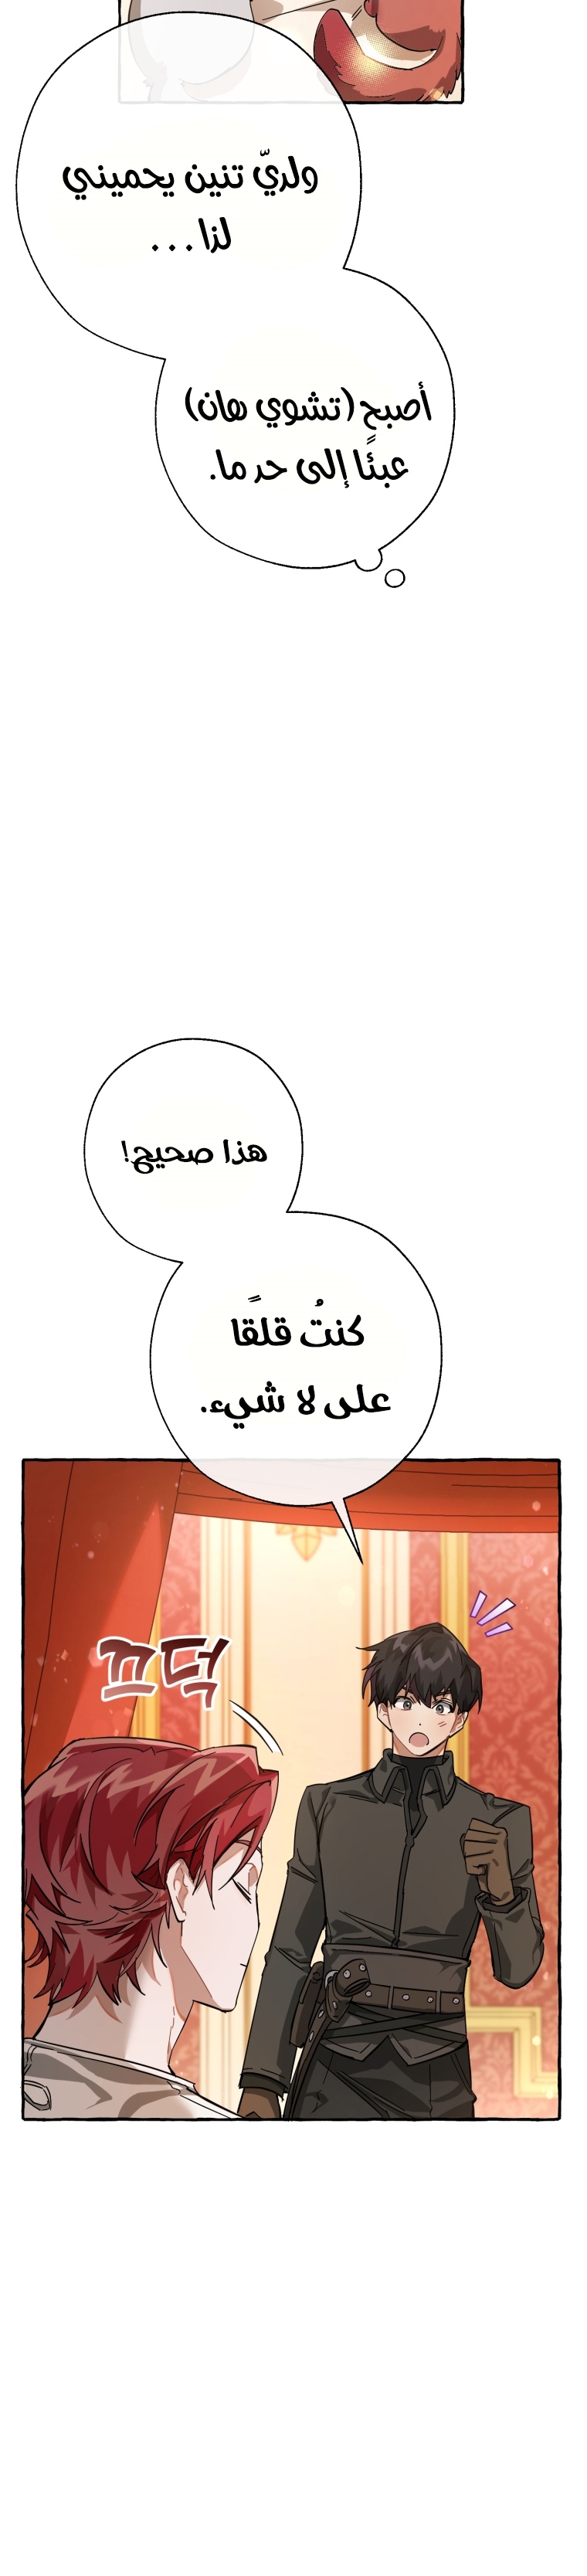 ولديّ تنين يحميني
لذا...
أصبح (تشوي هان)
عبئًا إلى حد ما.
هذا صحيح!
كنتُ قلقًا
على لا شيء.
끄덕